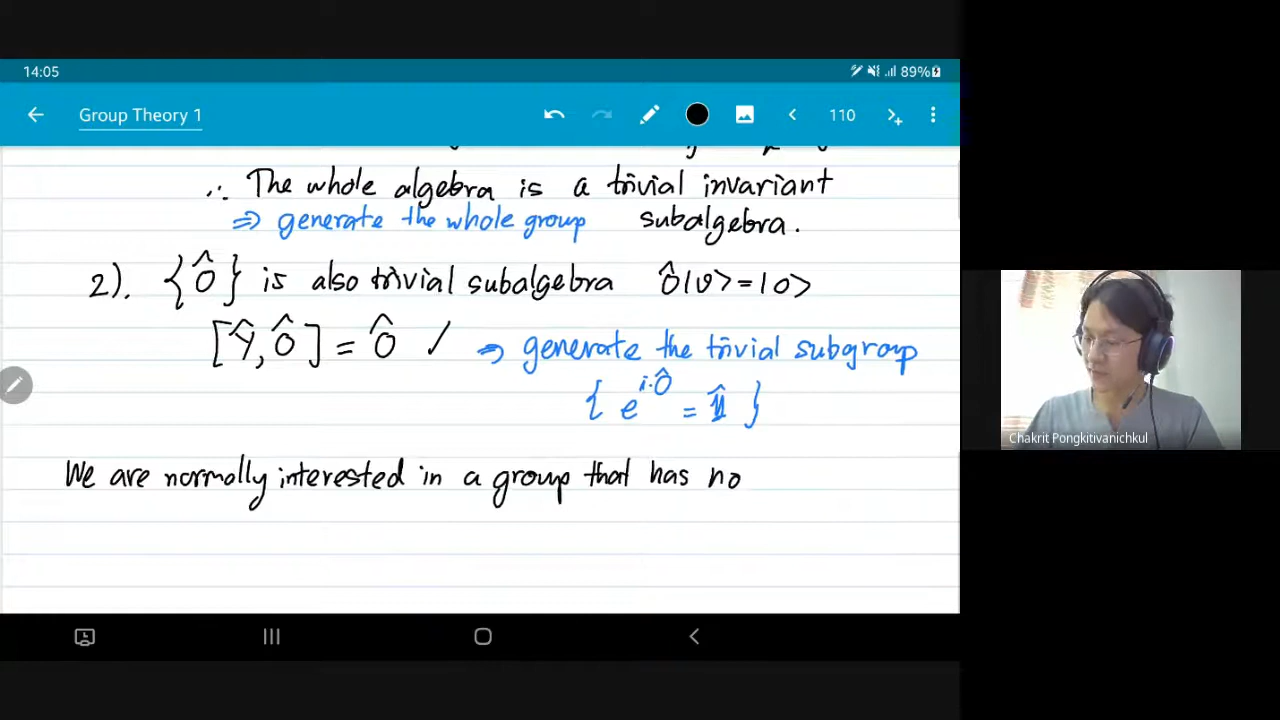 14:05
89%
Group Theory 1
110
∴ The whole algebra is a trivial invariant
⇒ generate the whole group subalgebra.
2). {Ô} is also trivial subalgebra Ô|v> = |0>
[Ŷ, Ô] = Ô ✓ ⇒ generate the trivial subgroup
{ e^{i·Ô} = 𝟙̂ }
We are normally interested in a group that has no
Chakrit Pongkitivanichkul